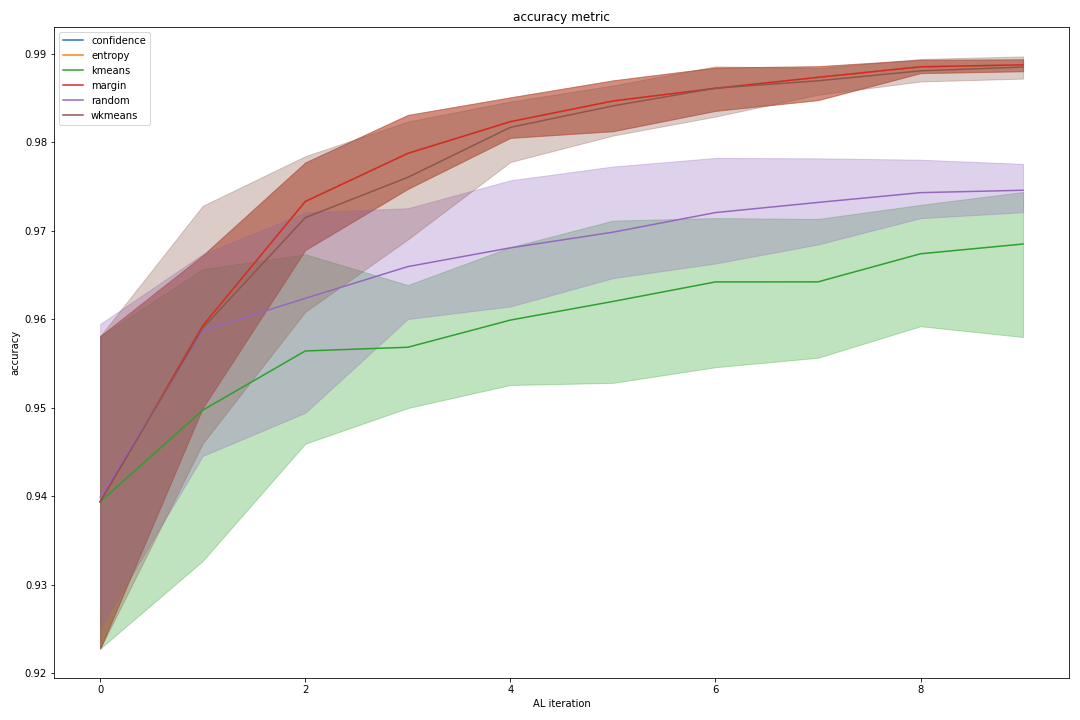 accuracy metric
confidence
entropy
kmeans
margin
random
wkmeans
0.99
0.98
0.97
0.96
0.95
0.94
0.93
0.92
accuracy
0 2 4 6 8
AL iteration